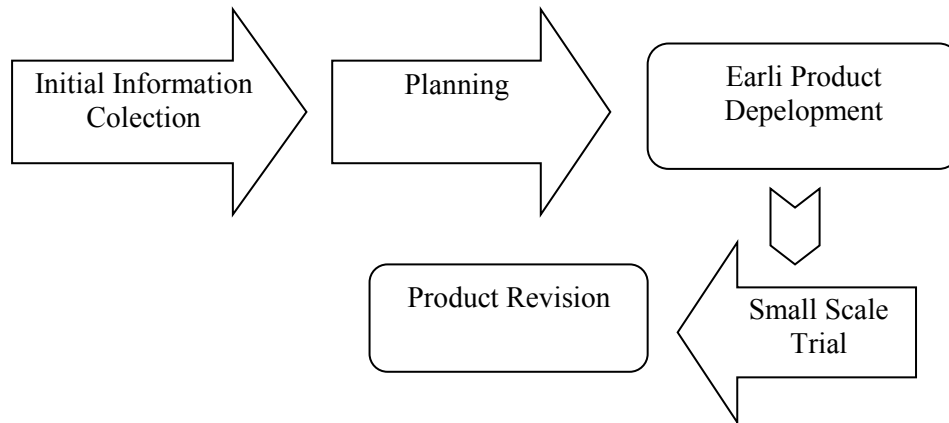 Initial Information
Colection
Planning
Earli Product
Depelopment
Small Scale
Trial
Product Revision